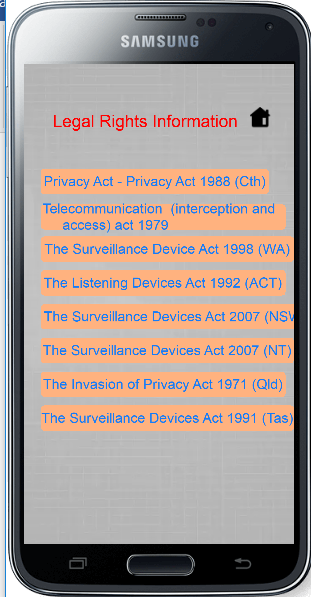 SAMSUNG
Legal Rights Information
Privacy Act - Privacy Act 1988 (Cth)
Telecommunication (interception and
access) act 1979
The Surveillance Device Act 1998 (WA)
The Listening Devices Act 1992 (ACT)
The Surveillance Devices Act 2007 (NSW
The Surveillance Devices Act 2007 (NT)
The Invasion of Privacy Act 1971 (Qld)
The Surveillance Devices Act 1991 (Tas)